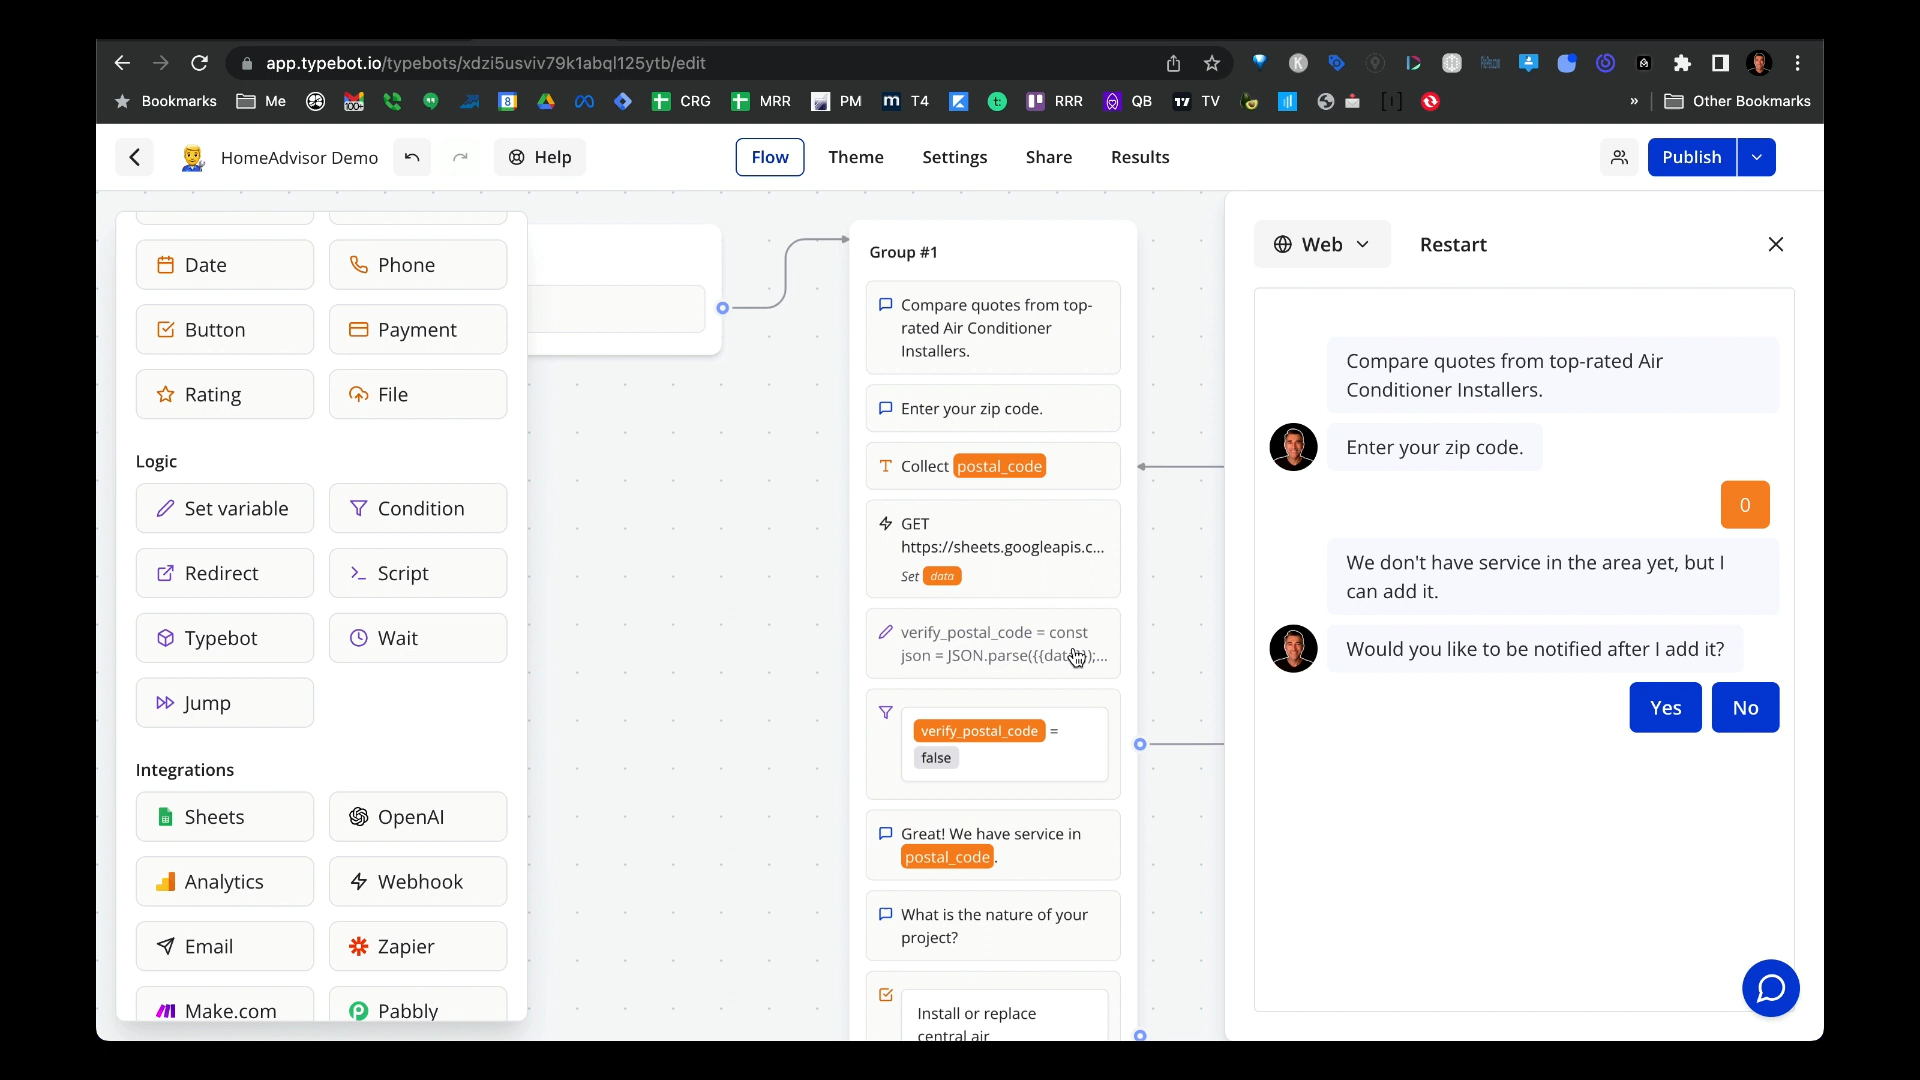 app.typebot.io/typebots/xdzi5usviv79k1abql125ytb/edit
Bookmarks
Me
CRG
MRR
PM
T4
RRR
QB
TV
»
Other Bookmarks
HomeAdvisor Demo
Help
Flow
Theme
Settings
Share
Results
Publish
Date
Phone
Button
Payment
Rating
File
Logic
Set variable
Condition
Redirect
Script
Typebot
Wait
Jump
Integrations
Sheets
OpenAI
Analytics
Webhook
Email
Zapier
Make.com
Pabbly
Group #1
Compare quotes from top-
rated Air Conditioner
Installers.
Enter your zip code.
Collect postal_code
GET
https://sheets.googleapis.c...
Set data
verify_postal_code = const
json = JSON.parse({{data}});...
verify_postal_code =
false
Great! We have service in
postal_code.
What is the nature of your
project?
Install or replace
central air
Web
Restart
Compare quotes from top-rated Air
Conditioner Installers.
Enter your zip code.
0
We don't have service in the area yet, but I
can add it.
Would you like to be notified after I add it?
Yes
No